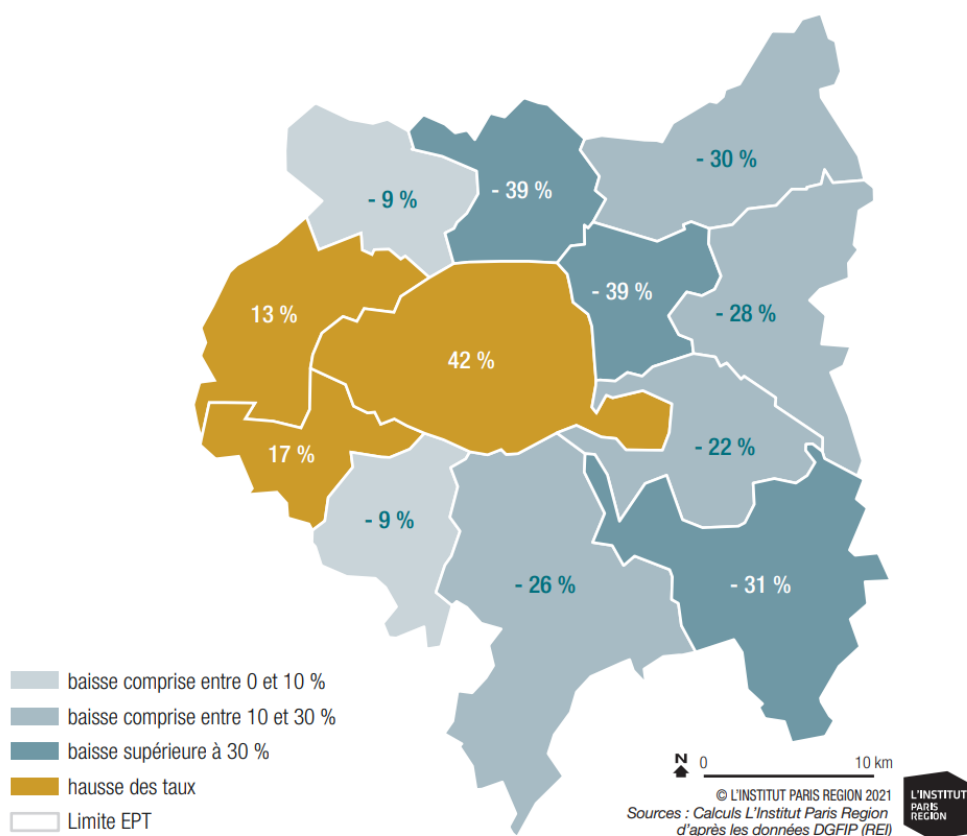 - 30 %
- 9 %
- 39 %
- 39 %
- 28 %
13 %
42 %
17 %
- 22 %
- 9 %
- 26 %
- 31 %
baisse comprise entre 0 et 10 %
baisse comprise entre 10 et 30 %
baisse supérieure à 30 %
hausse des taux
Limite EPT
N
0 10 km
© L'INSTITUT PARIS REGION 2021
Sources : Calculs L'Institut Paris Region
d'après les données DGFIP (REI)
L'INSTITUT
PARIS
REGION